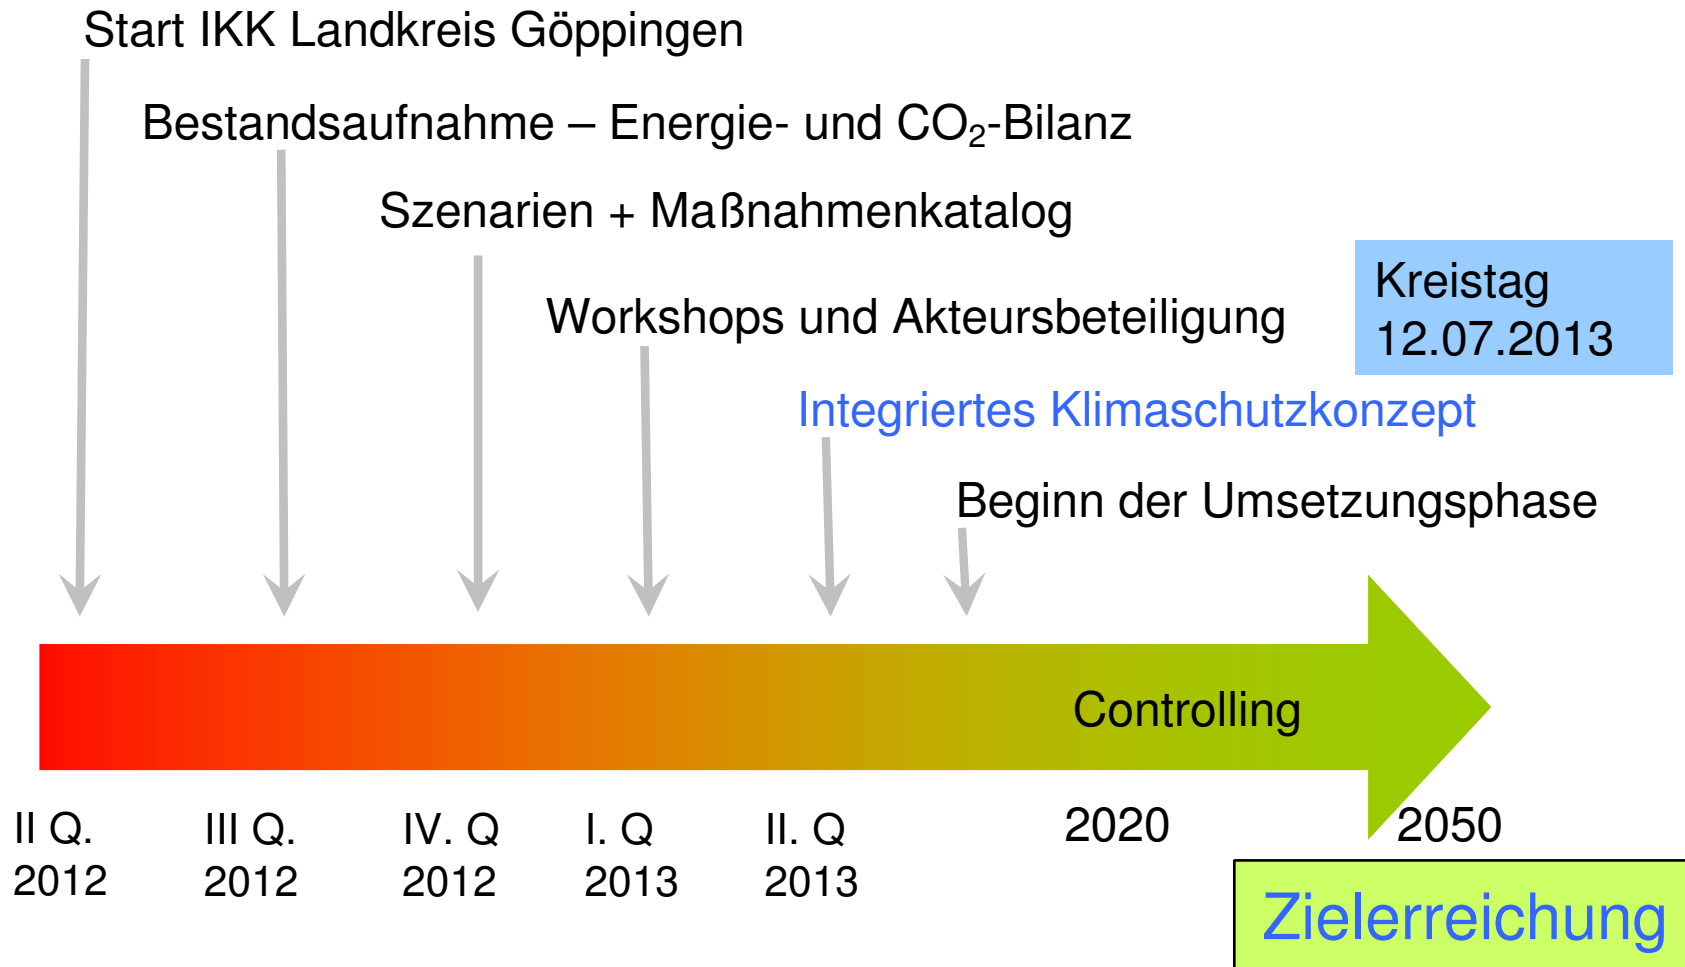 Start IKK Landkreis Göppingen
Bestandsaufnahme – Energie- und CO₂-Bilanz
Szenarien + Maßnahmenkatalog
Workshops und Akteursbeteiligung
Kreistag
12.07.2013
Integriertes Klimaschutzkonzept
Beginn der Umsetzungsphase
Controlling
II Q.
2012
III Q.
2012
IV. Q
2012
I. Q
2013
II. Q
2013
2020
2050
Zielerreichung